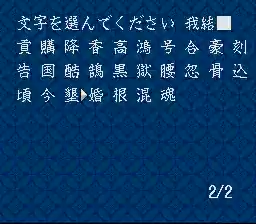 文字を選んでください 我結
貢 購 降 香 高 鴻 号 合 豪 刻
告 国 酷 鵠 黒 獄 腰 忽 骨 込
頃 今 墾 婚 根 混 魂
2/2